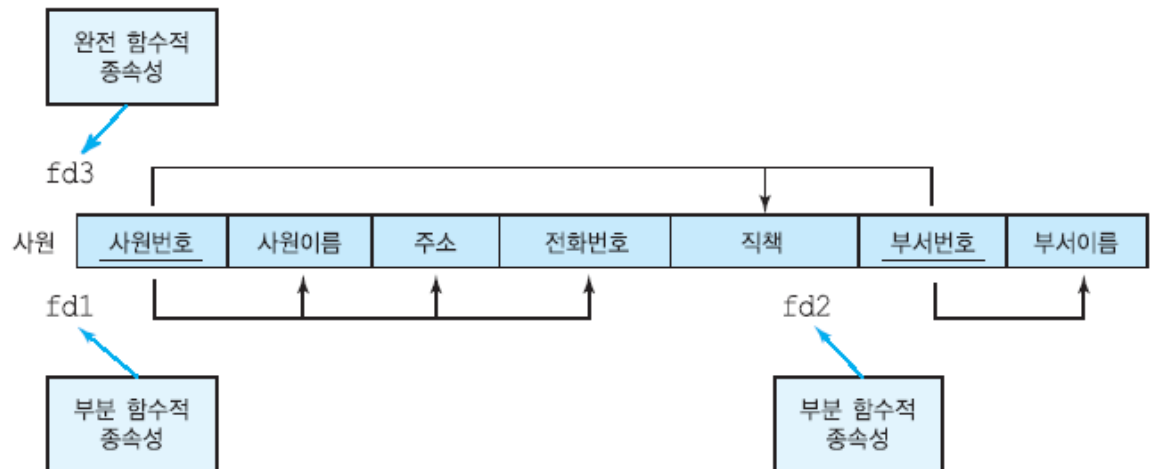 완전 함수적
종속성
fd3
사원 사원번호 사원이름 주소 전화번호 직책 부서번호 부서이름
fd1 fd2
부분 함수적
종속성
부분 함수적
종속성